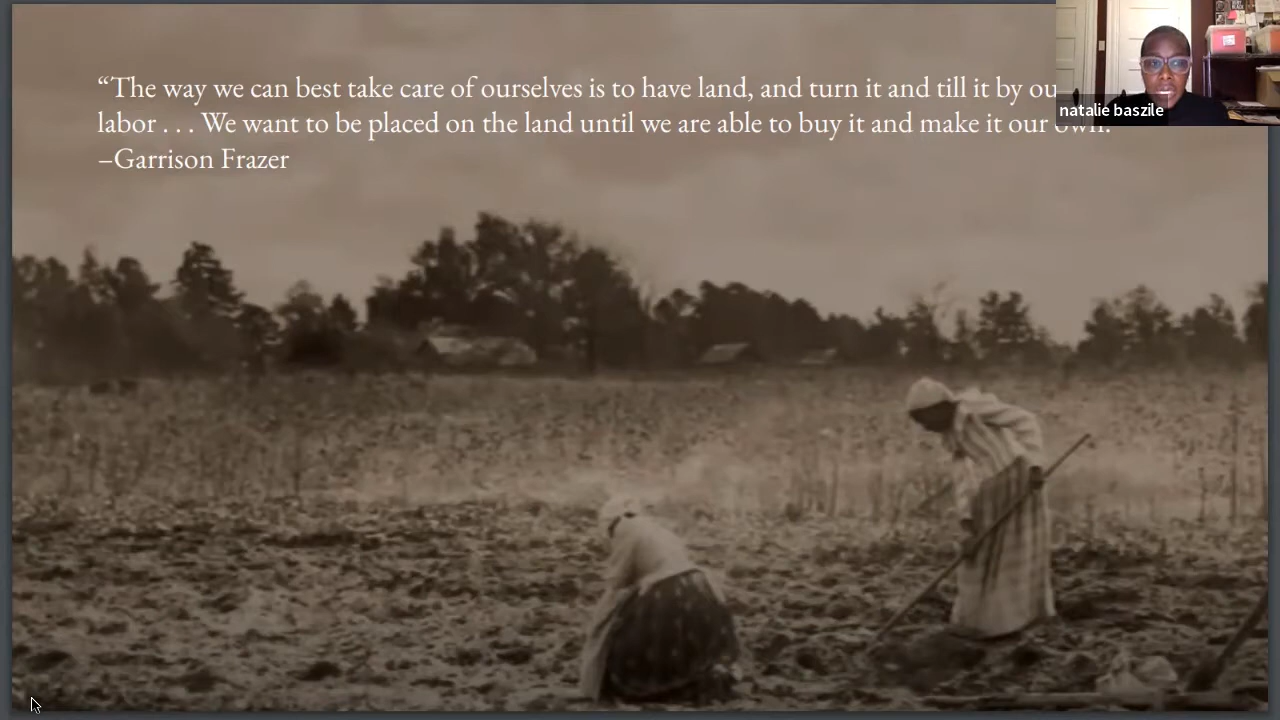 “The way we can best take care of ourselves is to have land, and turn it and till it by
labor . . . We want to be placed on the land until we are able to buy it and make it our own.
–Garrison Frazer
natalie baszile